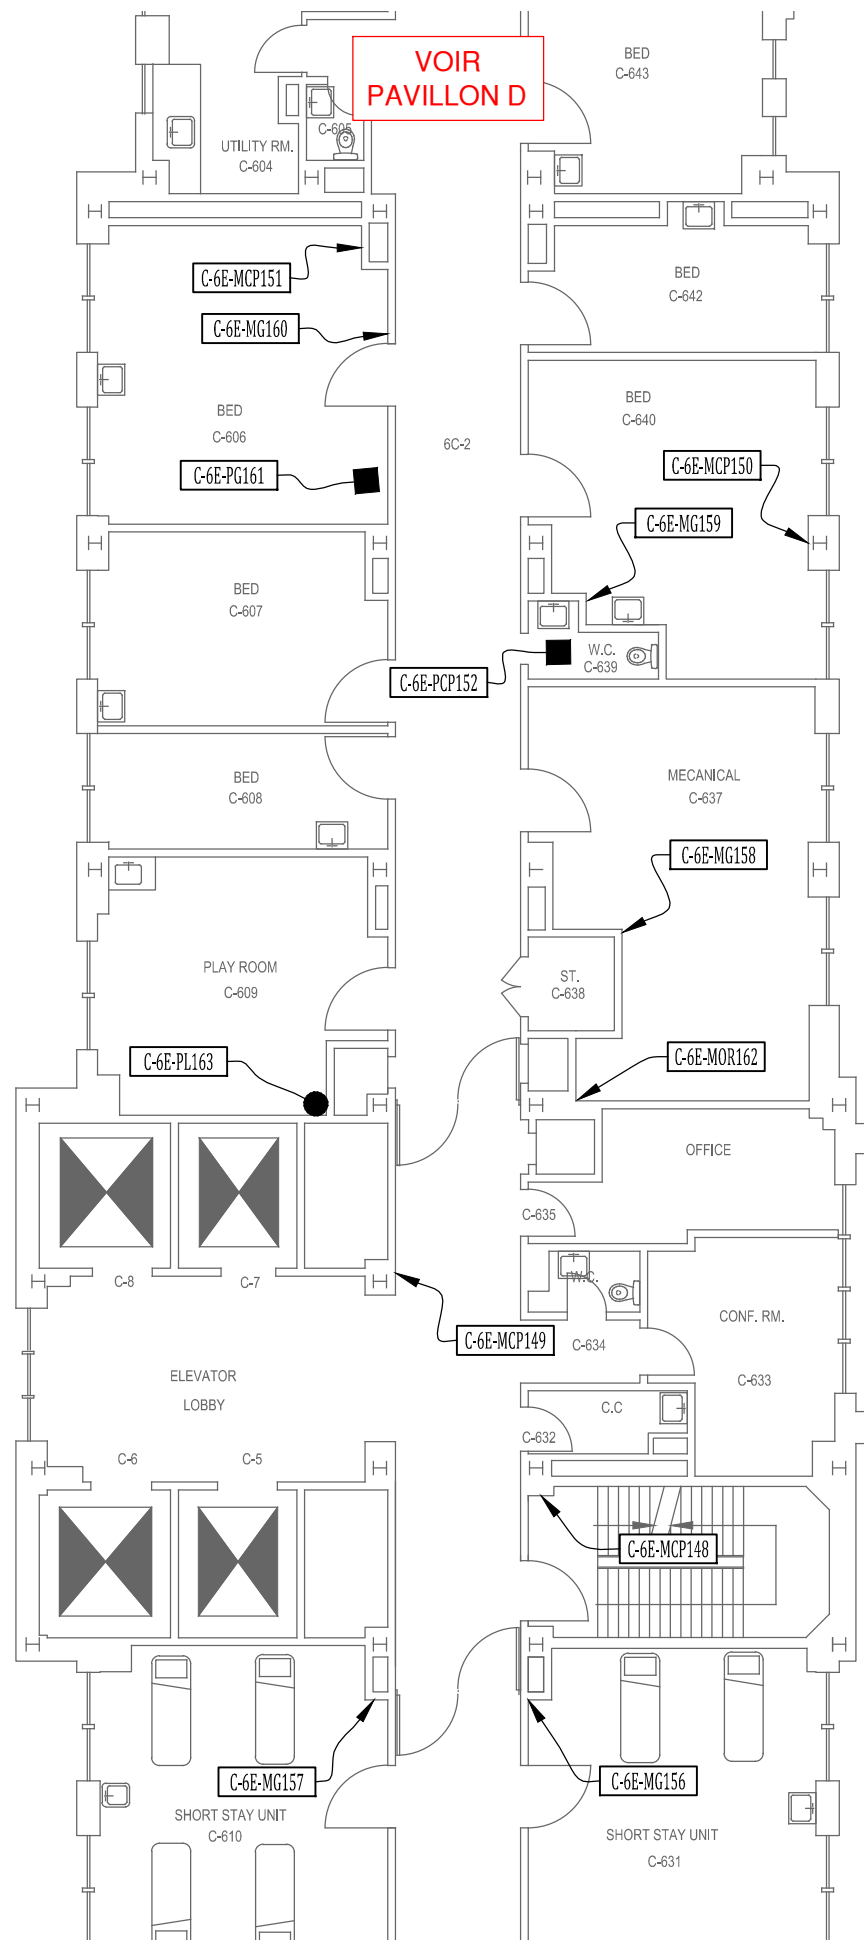 VOIR
PAVILLON D
BED
C-643
C-605
UTILITY RM.
C-604
C-6E-MCP151
BED
C-642
C-6E-MG160
BED
C-640
BED
C-606
6C-2
C-6E-MCP150
C-6E-PG161
C-6E-MG159
BED
C-607
W.C.
C-639
C-6E-PCP152
BED
C-608
MECANICAL
C-637
C-6E-MG158
PLAY ROOM
C-609
ST.
C-638
C-6E-PL163
C-6E-MOR162
OFFICE
C-635
C-8
C-7
W.C.
CONF. RM.
C-6E-MCP149
C-634
ELEVATOR
LOBBY
C-633
C.C
C-632
C-6
C-5
C-6E-MCP148
C-6E-MG157
C-6E-MG156
SHORT STAY UNIT
C-610
SHORT STAY UNIT
C-631